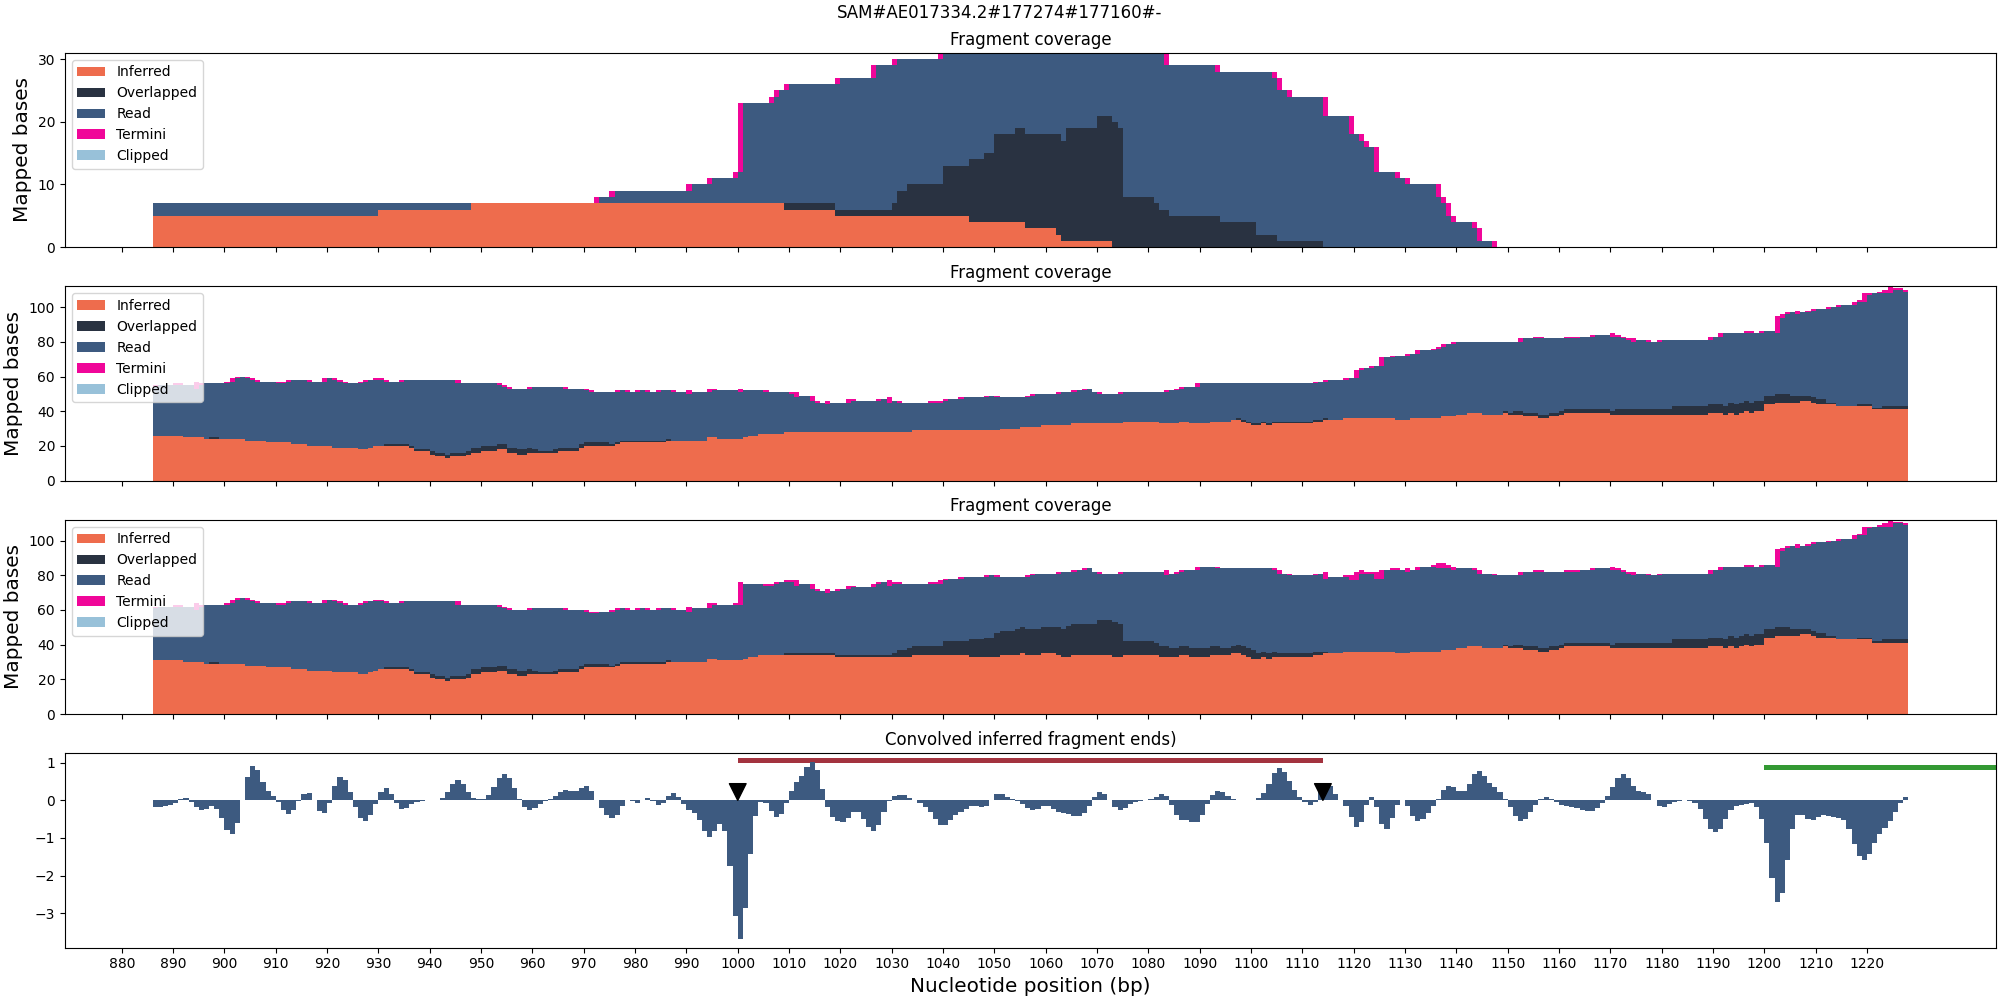 SAM#AE017334.2#177274#177160#-
Fragment coverage
Mapped bases
30
20
10
0
Inferred
Overlapped
Read
Termini
Clipped
Fragment coverage
Mapped bases
100
80
60
40
20
0
Inferred
Overlapped
Read
Termini
Clipped
Fragment coverage
Mapped bases
100
80
60
40
20
0
Inferred
Overlapped
Read
Termini
Clipped
Convolved inferred fragment ends)
1
0
−1
−2
−3
880 890 900 910 920 930 940 950 960 970 980 990 1000 1010 1020 1030 1040 1050 1060 1070 1080 1090 1100 1110 1120 1130 1140 1150 1160 1170 1180 1190 1200 1210 1220
Nucleotide position (bp)